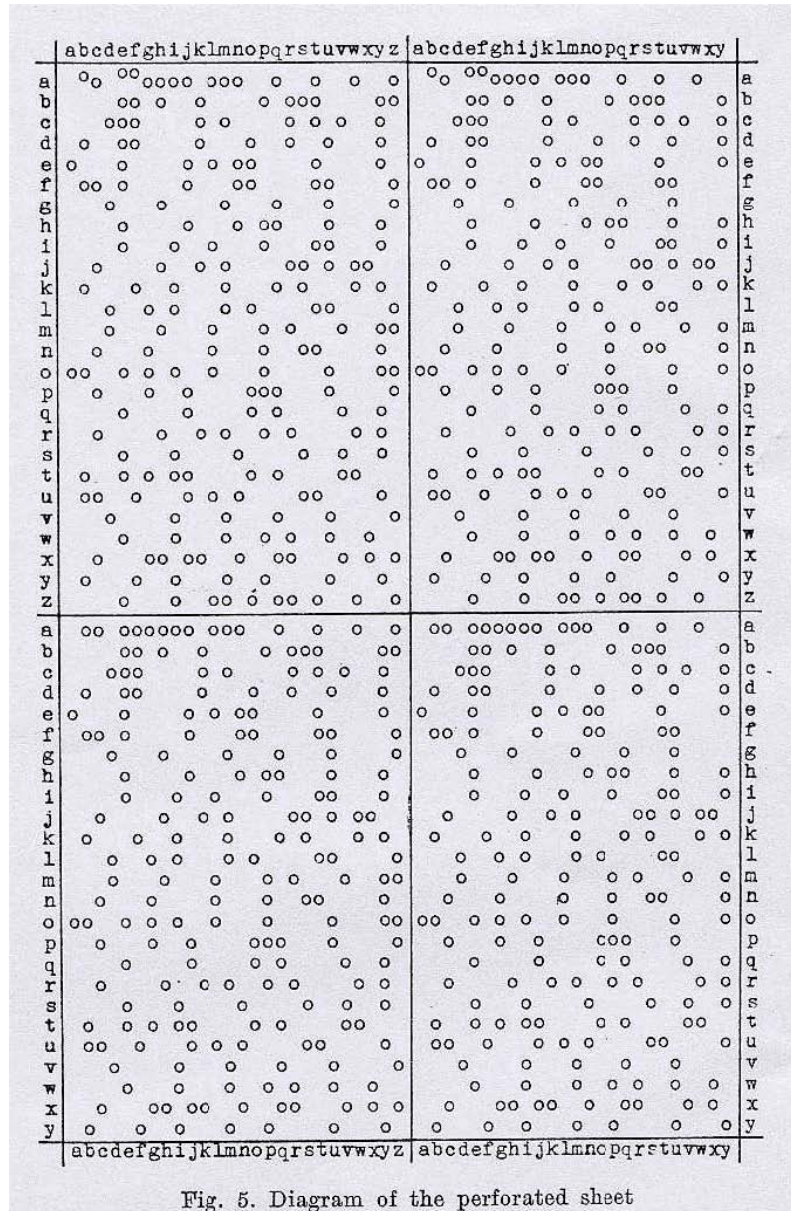 abcdefghijklmnopqrstuvwxyz abcdefghijklmnopqrstuvwxy
a a
b b
c c
d d
e e
f f
g g
h h
i i
j j
k k
l l
m m
n n
o o
p p
q q
r r
s s
t t
u u
v v
w w
x x
y y
z z
a a
b b
c c
d d
e e
f f
g g
h h
i i
j j
k k
l l
m m
n n
o o
p p
q q
r r
s s
t t
u u
v v
w w
x x
y y
abcdefghijklmnopqrstuvwxyz abcdefghijklmnopqrstuvwxy
Fig. 5. Diagram of the perforated sheet